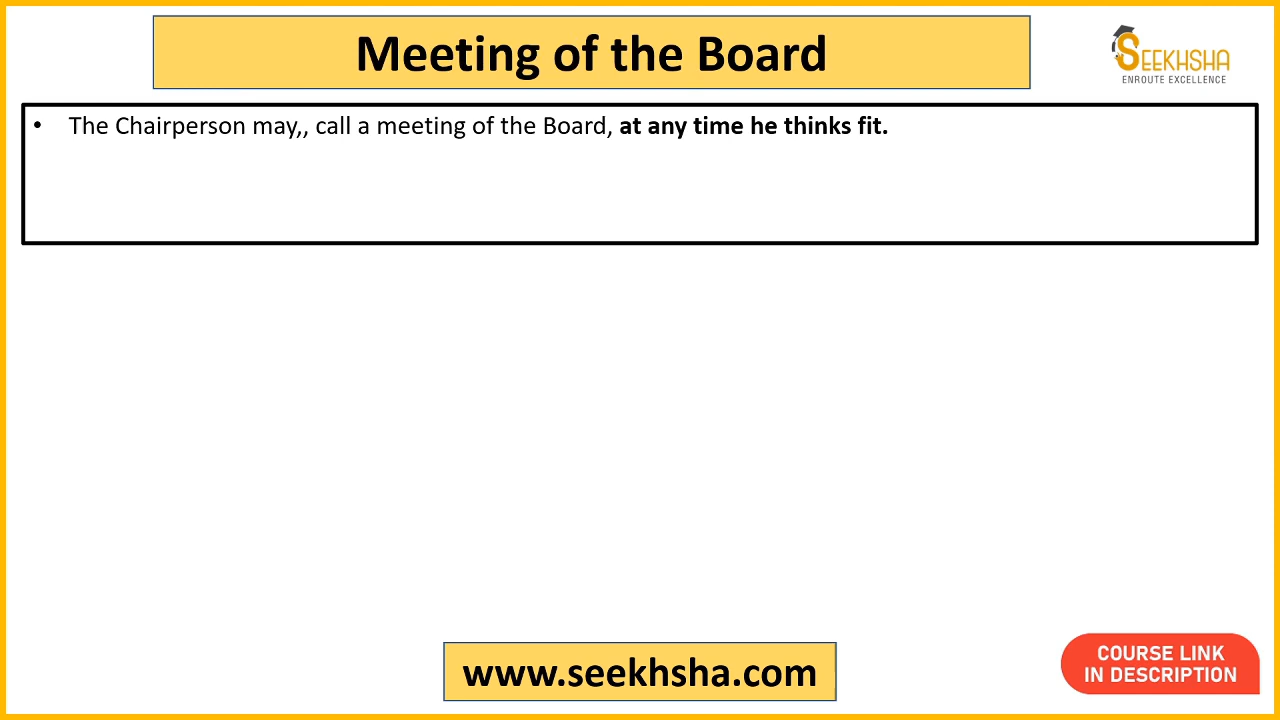 Meeting of the Board
SEEKHSHA
ENROUTE EXCELLENCE
• The Chairperson may,, call a meeting of the Board, at any time he thinks fit.
www.seekhsha.com
COURSE LINK
IN DESCRIPTION